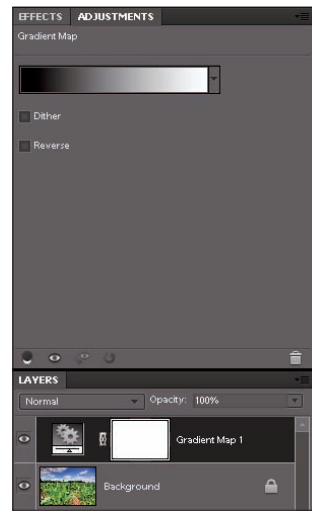 EFFECTS ADJUSTMENTS
Gradient Map
Dither
Reverse
LAYERS
Normal Opacity: 100%
Gradient Map 1
Background